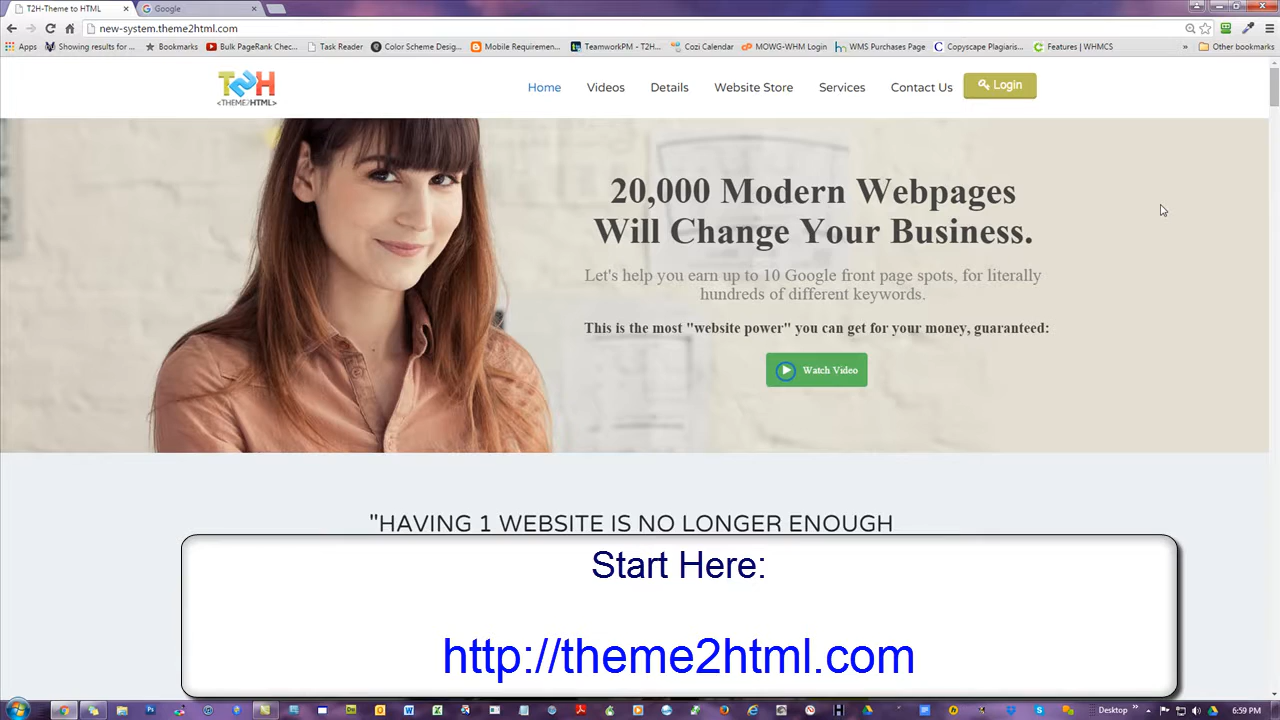 T2H-Theme to HTML
Google
new-system.theme2html.com
Apps
Showing results for ...
Bookmarks
Bulk PageRank Chec...
Task Reader
Color Scheme Design...
Mobile Requiremen...
TeamworkPM - T2H...
Cozi Calendar
MOWG-WHM Login
WMS Purchases Page
Copyscape Plagiaris...
Features | WHMCS
»
Other bookmarks
T2H
<THEME2HTML>
Home
Videos
Details
Website Store
Services
Contact Us
Login
20,000 Modern Webpages
Will Change Your Business.
Let's help you earn up to 10 Google front page spots, for literally
hundreds of different keywords.
This is the most "website power" you can get for your money, guaranteed:
Watch Video
"HAVING 1 WEBSITE IS NO LONGER ENOUGH
Start Here:
http://theme2html.com
Desktop
»
6:59 PM